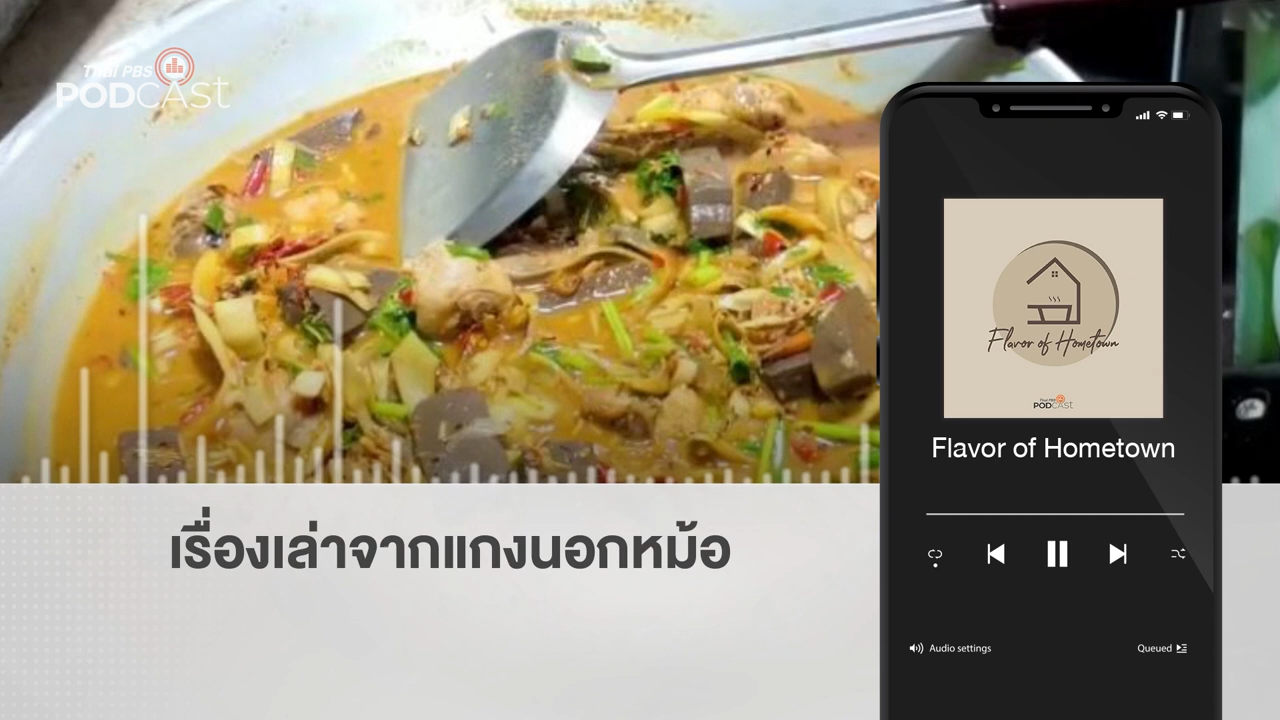 Thai PBS
PODCAST
Flavor of Hometown
Thai PBS
PODCAST
Flavor of Hometown
เรื่องเล่าจากแกงนอกหม้อ
Audio settings
Queued